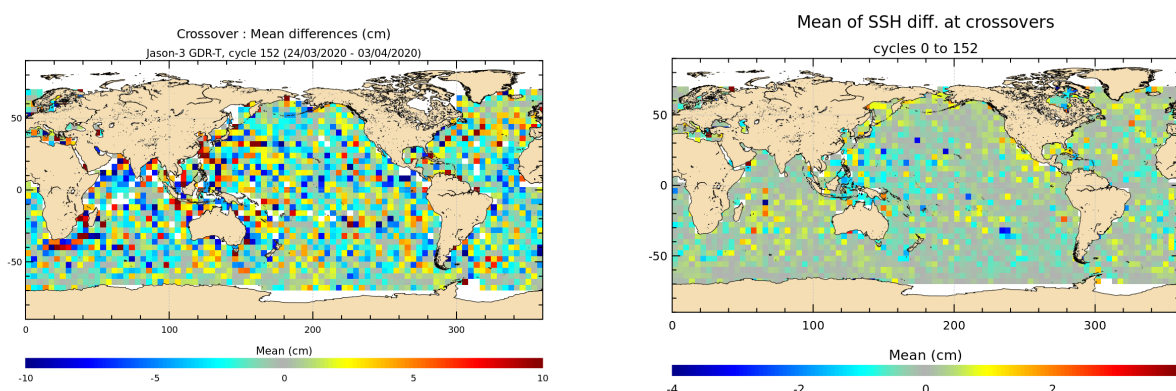 Crossover : Mean differences (cm)
Jason-3 GDR-T, cycle 152 (24/03/2020 - 03/04/2020)
50
0
-50
0 100 200 300
Mean (cm)
-10 -5 0 5 10
Mean of SSH diff. at crossovers
cycles 0 to 152
50
0
-50
0 100 200 300
Mean (cm)
-4 -2 0 2